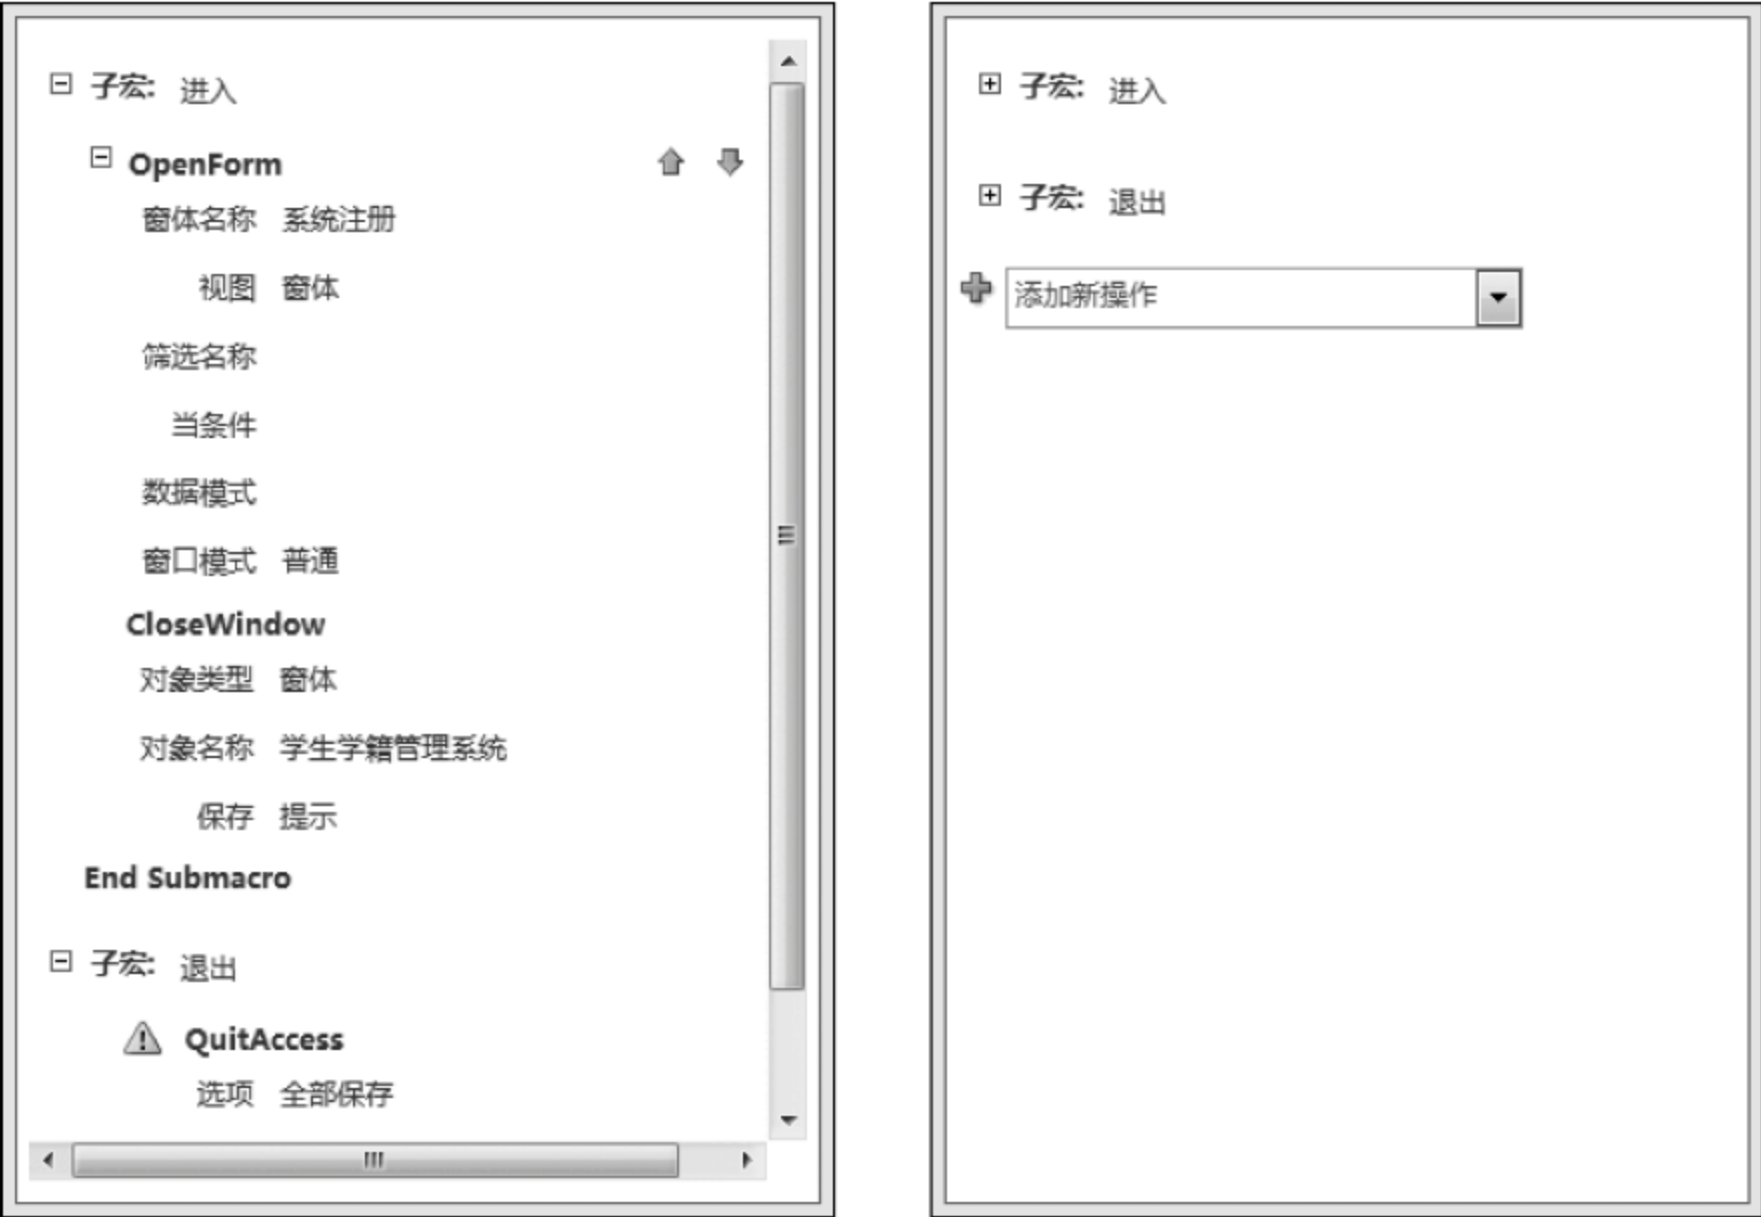 子宏: 进入
OpenForm
窗体名称 系统注册
视图 窗体
筛选名称
当条件
数据模式
窗口模式 普通
CloseWindow
对象类型 窗体
对象名称 学生学籍管理系统
保存 提示
End Submacro
子宏: 退出
QuitAccess
选项 全部保存
子宏: 进入
子宏: 退出
添加新操作